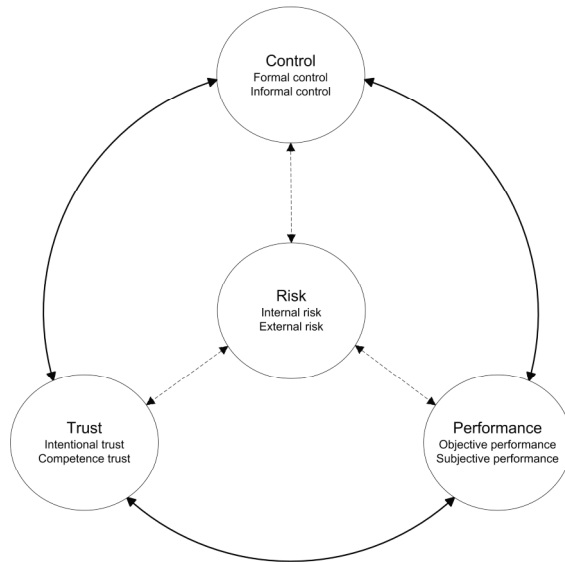 Control
Formal control
Informal control
Risk
Internal risk
External risk
Trust
Intentional trust
Competence trust
Performance
Objective performance
Subjective performance